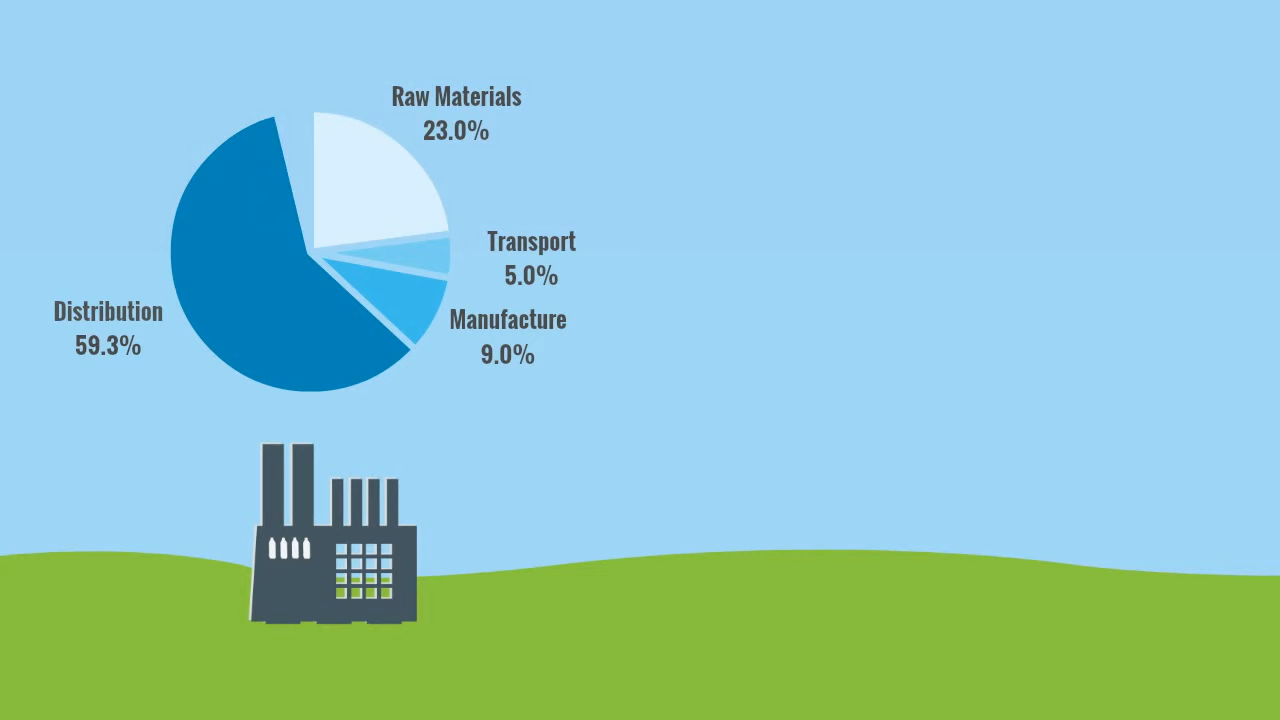 Raw Materials
23.0%
Transport
5.0%
Manufacture
9.0%
Distribution
59.3%